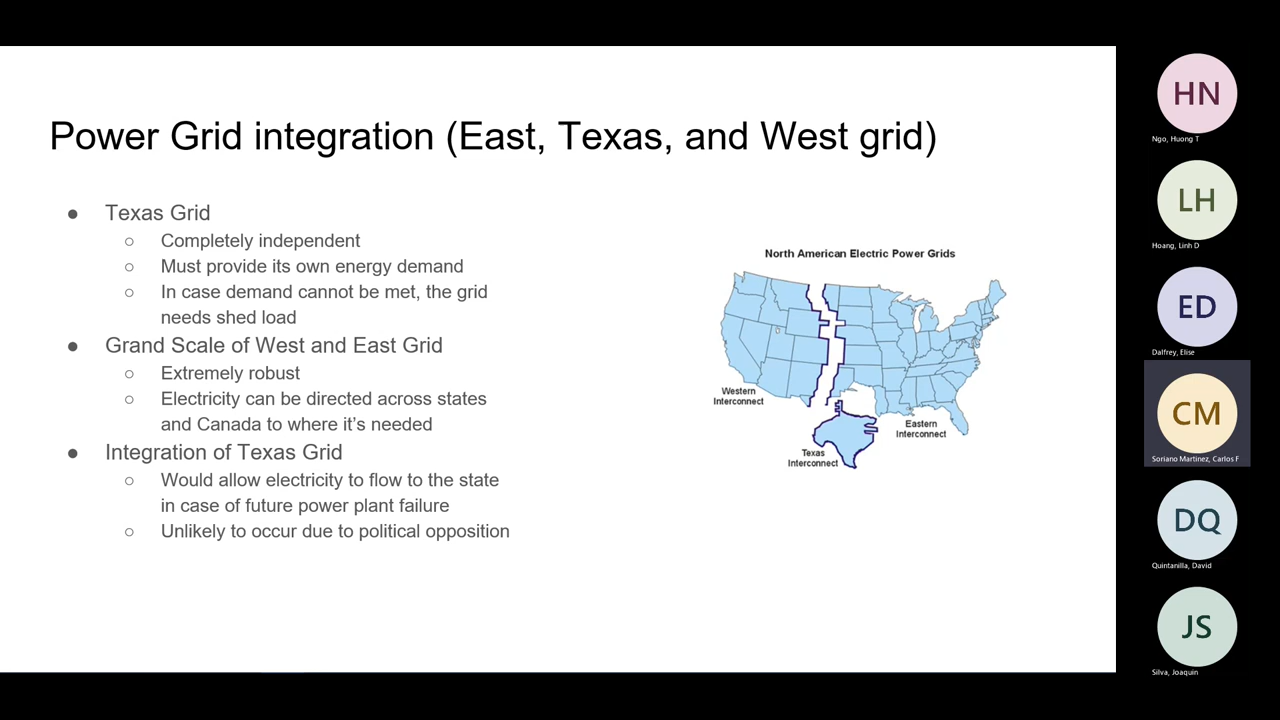 Power Grid integration (East, Texas, and West grid)
● Texas Grid
○ Completely independent
○ Must provide its own energy demand
○ In case demand cannot be met, the grid
needs shed load
● Grand Scale of West and East Grid
○ Extremely robust
○ Electricity can be directed across states
and Canada to where it's needed
● Integration of Texas Grid
○ Would allow electricity to flow to the state
in case of future power plant failure
○ Unlikely to occur due to political opposition
North American Electric Power Grids
Western
Interconnect
Eastern
Interconnect
Texas
Interconnect
HN
Ngo, Huong T
LH
Hoang, Linh D
ED
Dalfrey, Elise
CM
Soriano Martinez, Carlos F
DQ
Quintanilla, David
JS
Silva, Joaquin